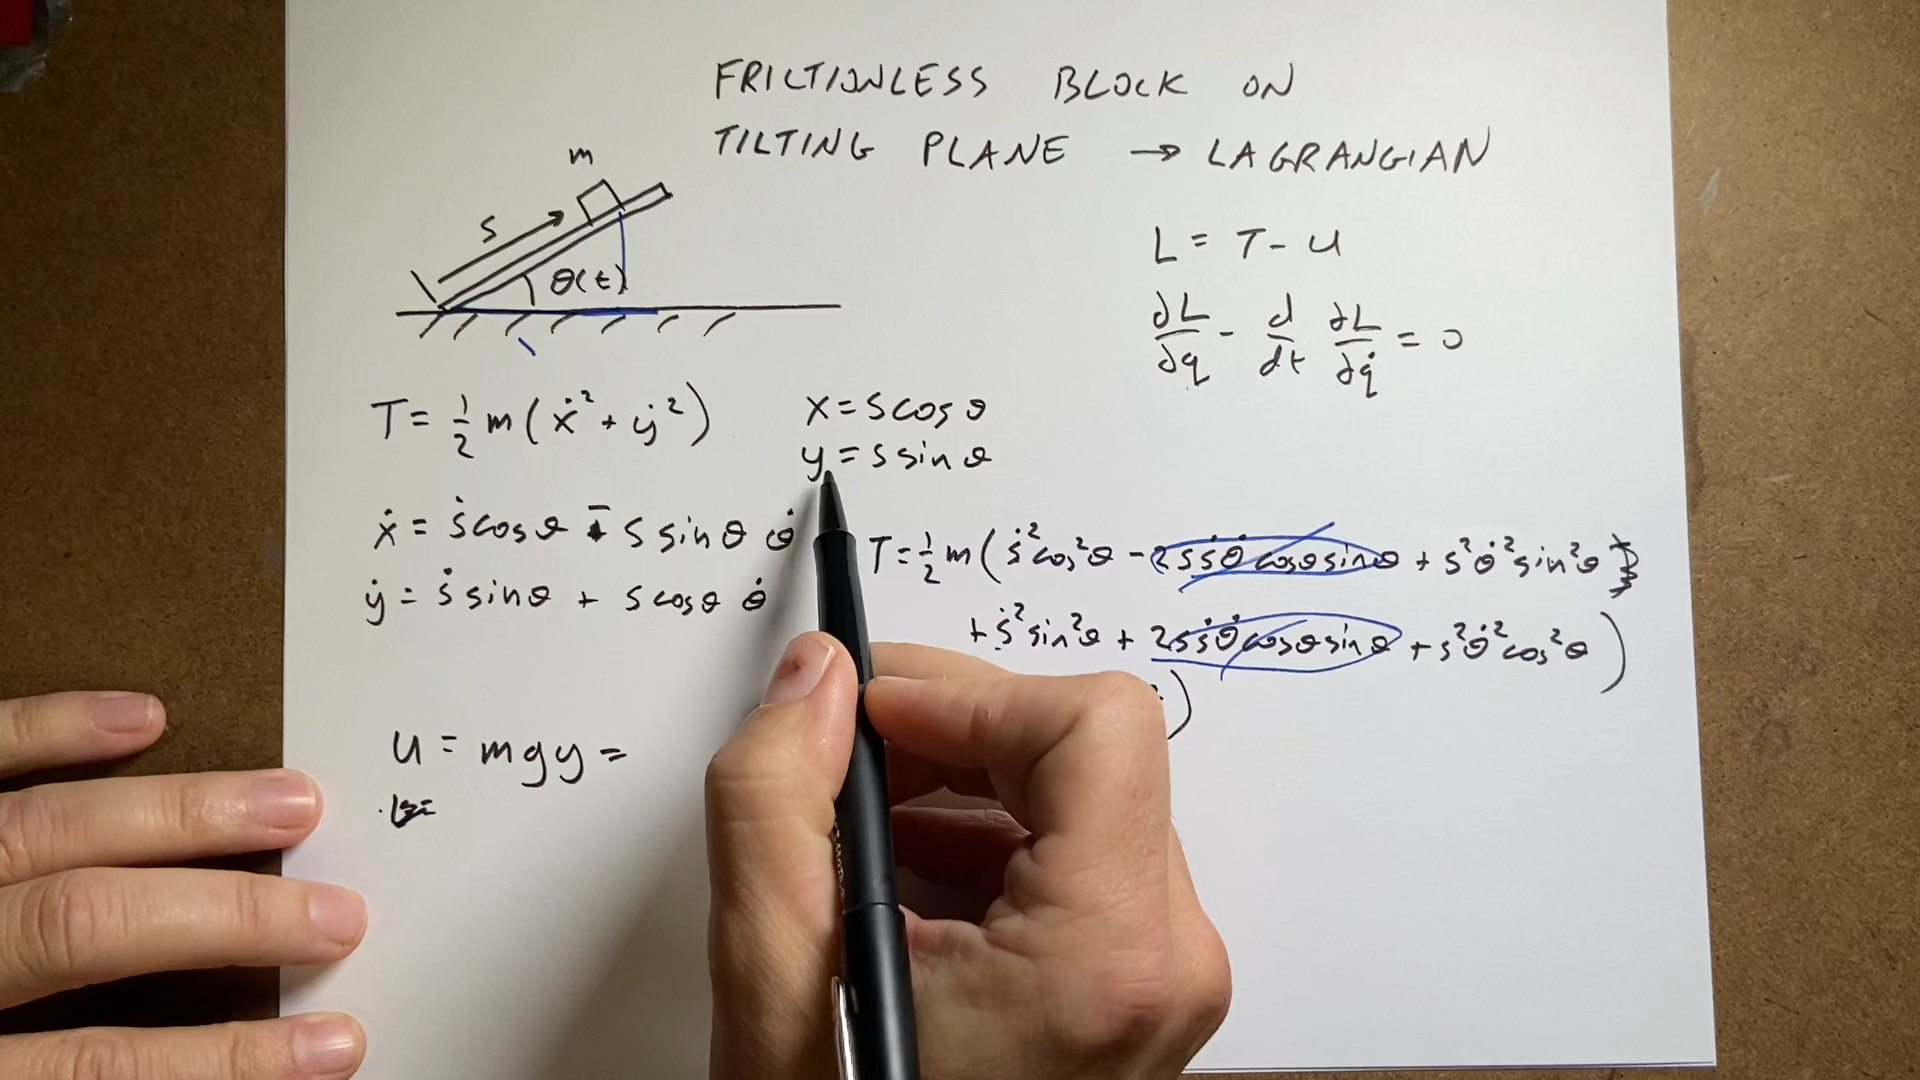 FRICTIONLESS BLOCK ON
TILTING PLANE → LAGRANGIAN
m
s
θ(t)
L = T - U
∂L/∂q - d/dt ∂L/∂q̇ = 0
T = 1/2 m(ẋ² + ẏ²)
x = s cos θ
y = s sin θ
ẋ = ṡ cos θ - s sin θ θ̇
ẏ = ṡ sin θ + s cos θ θ̇
T = 1/2 m(ṡ² cos² θ - 2sṡθ̇ cos θ sin θ + s² θ̇² sin² θ
+ ṡ² sin² θ + 2sṡθ̇ cos θ sin θ + s² θ̇² cos² θ)
)
U = mgy =